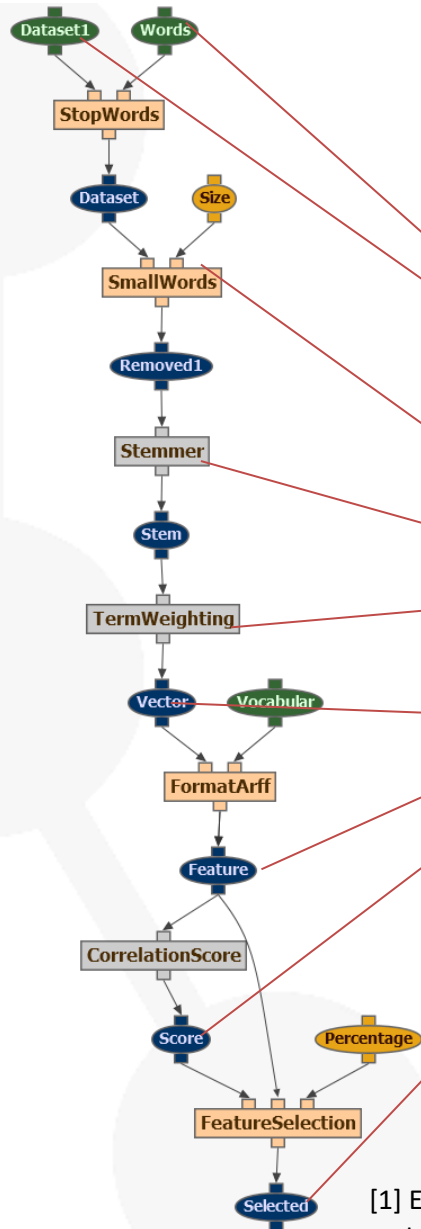 Dataset1 Words
StopWords
Dataset Size
SmallWords
Removed1
Stemmer
Stem
TermWeighting
Vector Vocabular
FormatArff
Feature
CorrelationScore
Score Percentage
FeatureSelection
Selected
[1] E